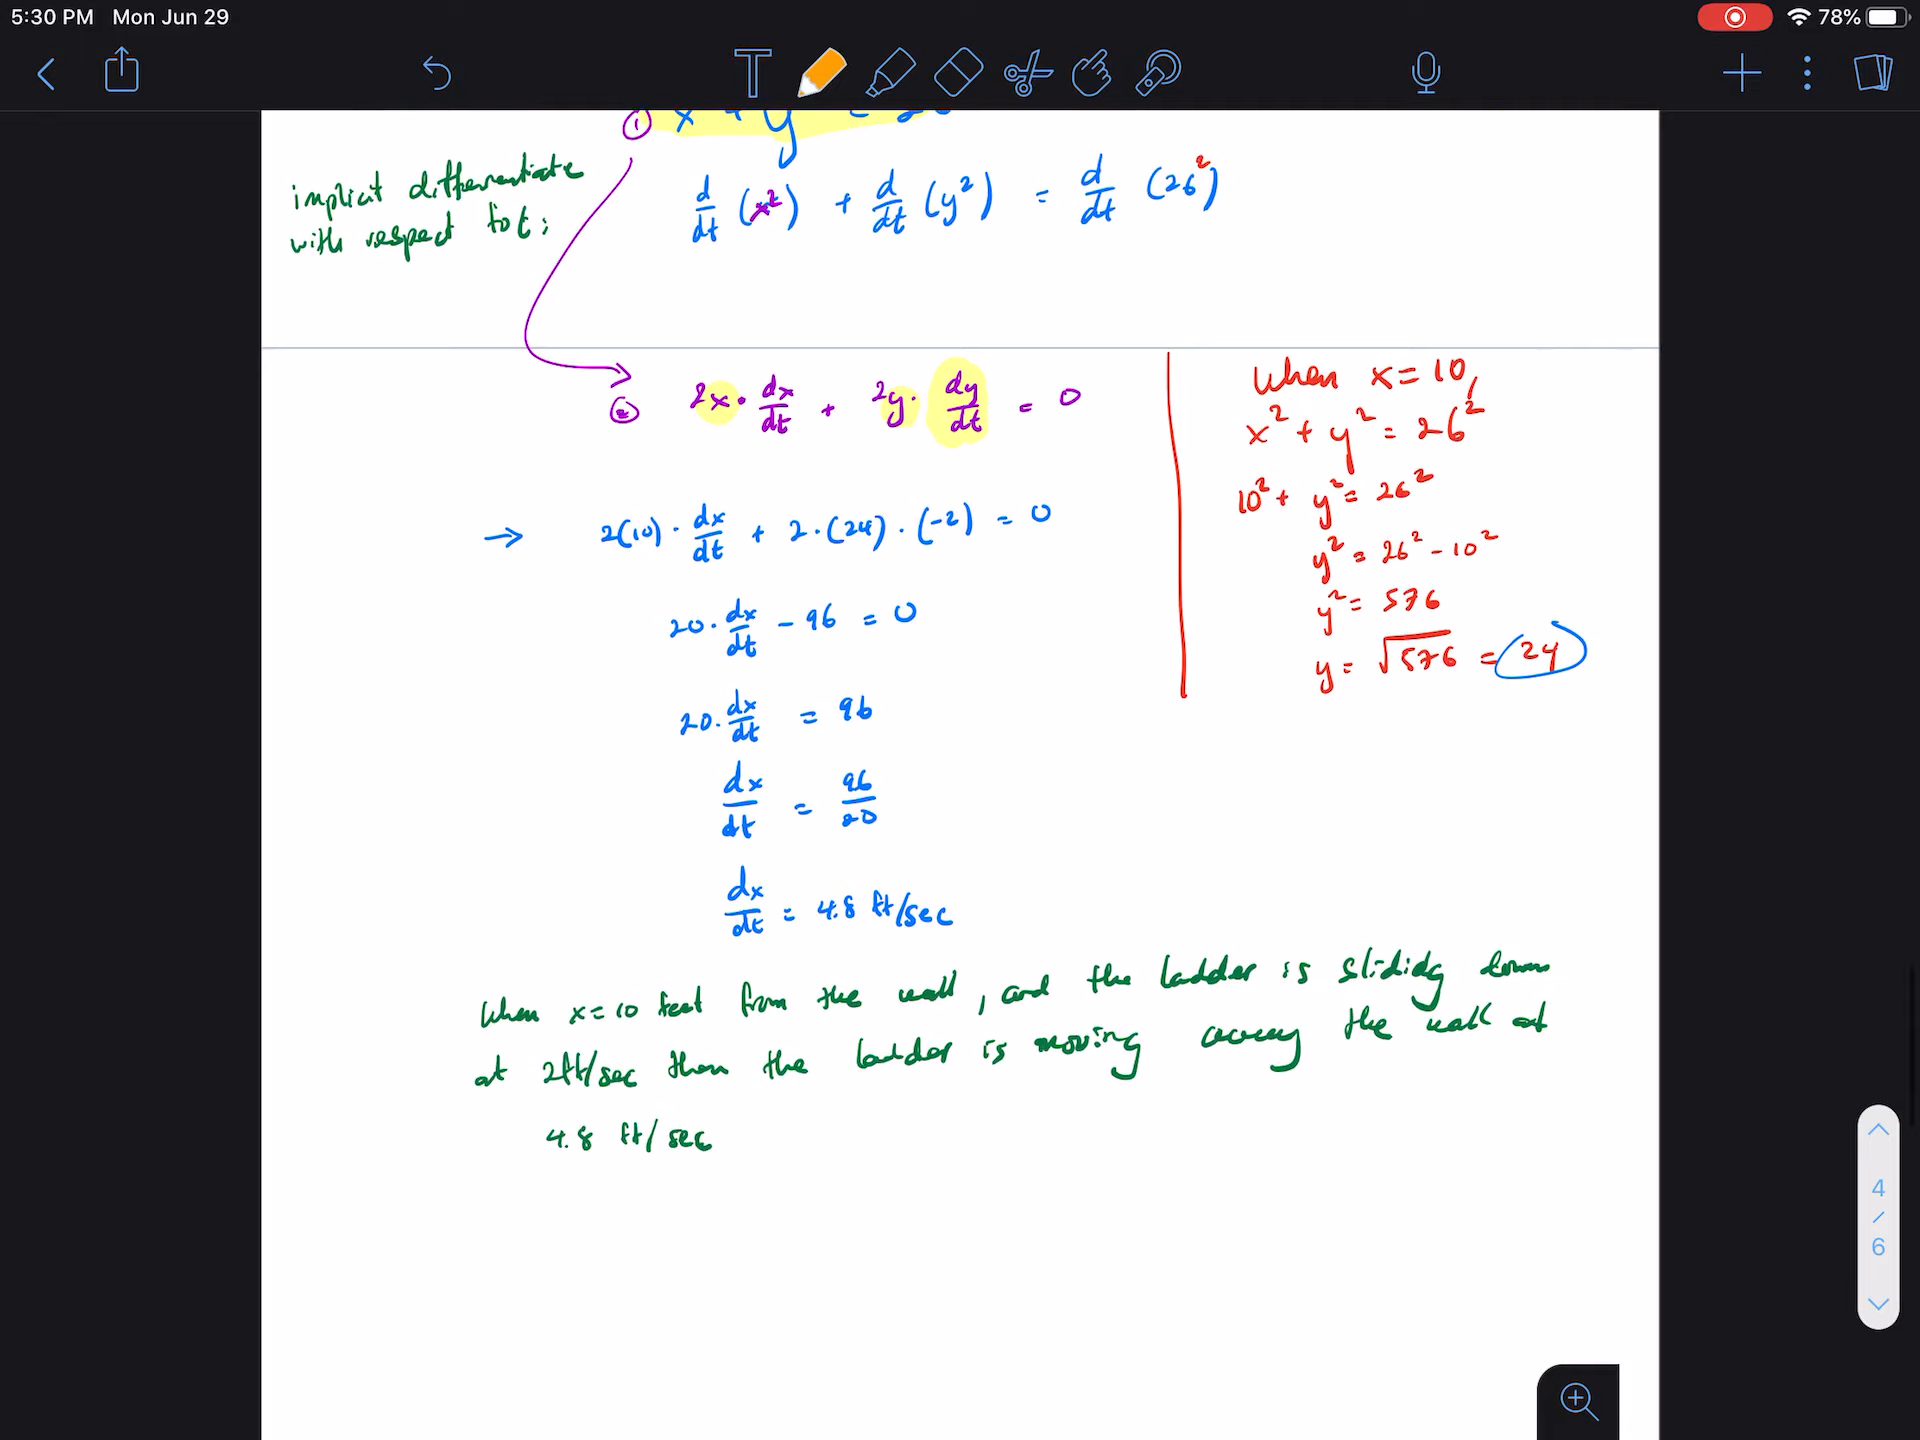 5:30 PM Mon Jun 29
78%
① x + y = 26
implicit differentiate
with respect to t:
d/dt (x²) + d/dt (y²) = d/dt (26²)
② 2x · dx/dt + 2y · dy/dt = 0
→ 2(10) · dx/dt + 2 · (24) · (-2) = 0
20 · dx/dt - 96 = 0
20 · dx/dt = 96
dx/dt = 96/20
dx/dt = 4.8 ft/sec
When x = 10,
x² + y² = 26²
10² + y² = 26²
y² = 26² - 10²
y² = 576
y = √576 = 24
When x = 10 feet from the wall, and the ladder is slididg down
at 2ft/sec then the ladder is moving away the wall at
4.8 ft/sec
4
/
6